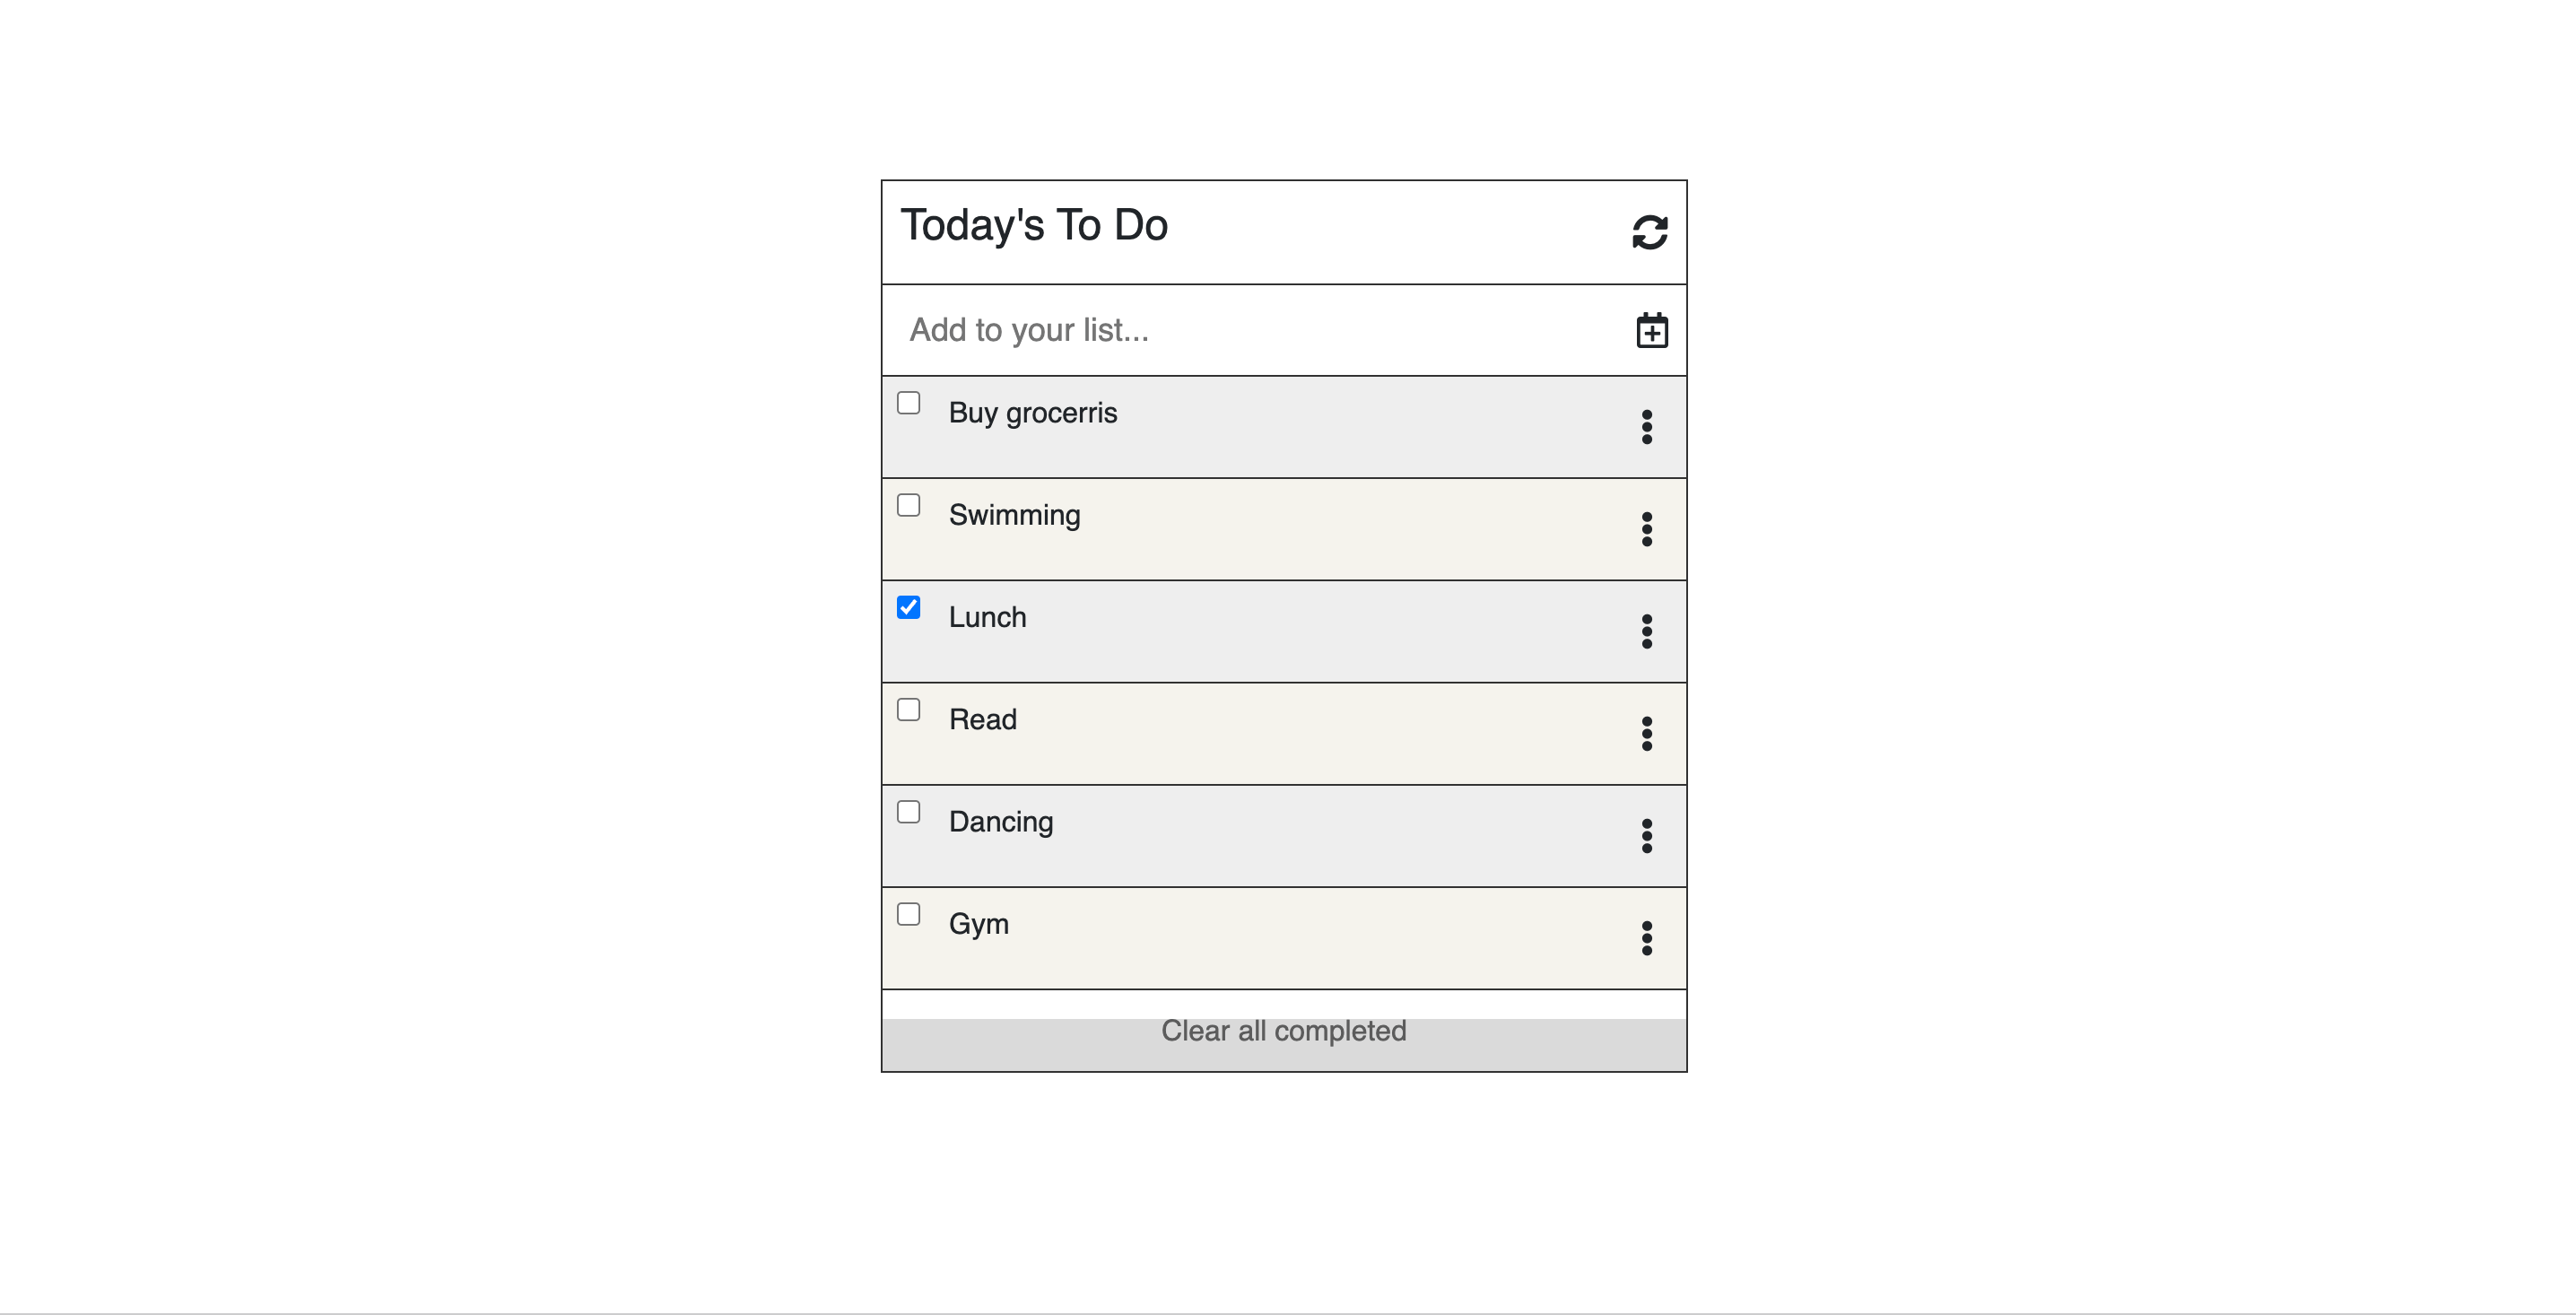 Today's To Do
Add to your list...
Buy grocerris
Swimming
Lunch
Read
Dancing
Gym
Clear all completed